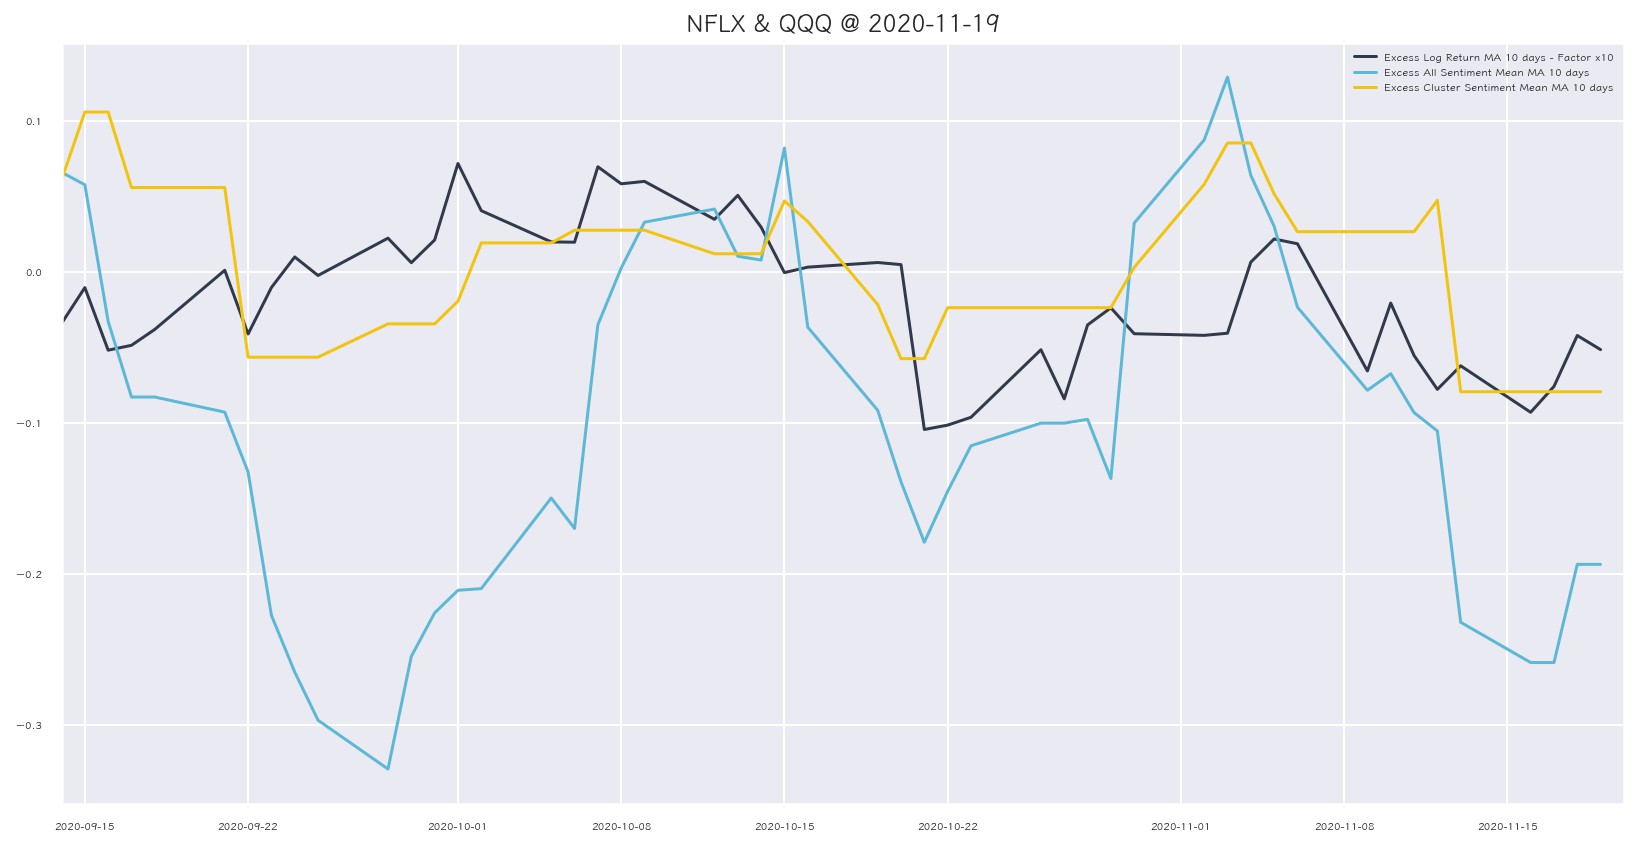 NFLX & QQQ @ 2020-11-19
Excess Log Return MA 10 days - Factor x10
Excess All Sentiment Mean MA 10 days
Excess Cluster Sentiment Mean MA 10 days
0.1
0.0
−0.1
−0.2
−0.3
2020-09-15 2020-09-22 2020-10-01 2020-10-08 2020-10-15 2020-10-22 2020-11-01 2020-11-08 2020-11-15